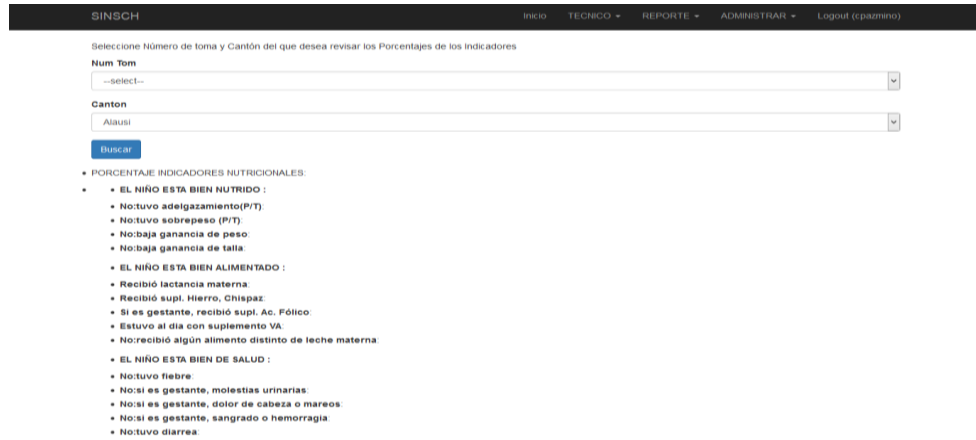 SINSCH Inicio TECNICO REPORTE ADMINISTRAR Logout (cpazmino)
Seleccione Número de toma y Cantón del que desea revisar los Porcentajes de los Indicadores
Num Tom
--select--
Canton
Alausi
Buscar
• PORCENTAJE INDICADORES NUTRICIONALES:
• • EL NIÑO ESTA BIEN NUTRIDO :
• No:tuvo adelgazamiento(P/T):
• No:tuvo sobrepeso (P/T):
• No:baja ganancia de peso:
• No:baja ganancia de talla:
• EL NIÑO ESTA BIEN ALIMENTADO :
• Recibió lactancia materna:
• Recibió supl. Hierro, Chispaz:
• Si es gestante, recibió supl. Ac. Fólico:
• Estuvo al dia con suplemento VA:
• No:recibió algún alimento distinto de leche materna:
• EL NIÑO ESTA BIEN DE SALUD :
• No:tuvo fiebre:
• No:si es gestante, molestias urinarias:
• No:si es gestante, dolor de cabeza o mareos:
• No:si es gestante, sangrado o hemorragia:
• No:tuvo diarrea: